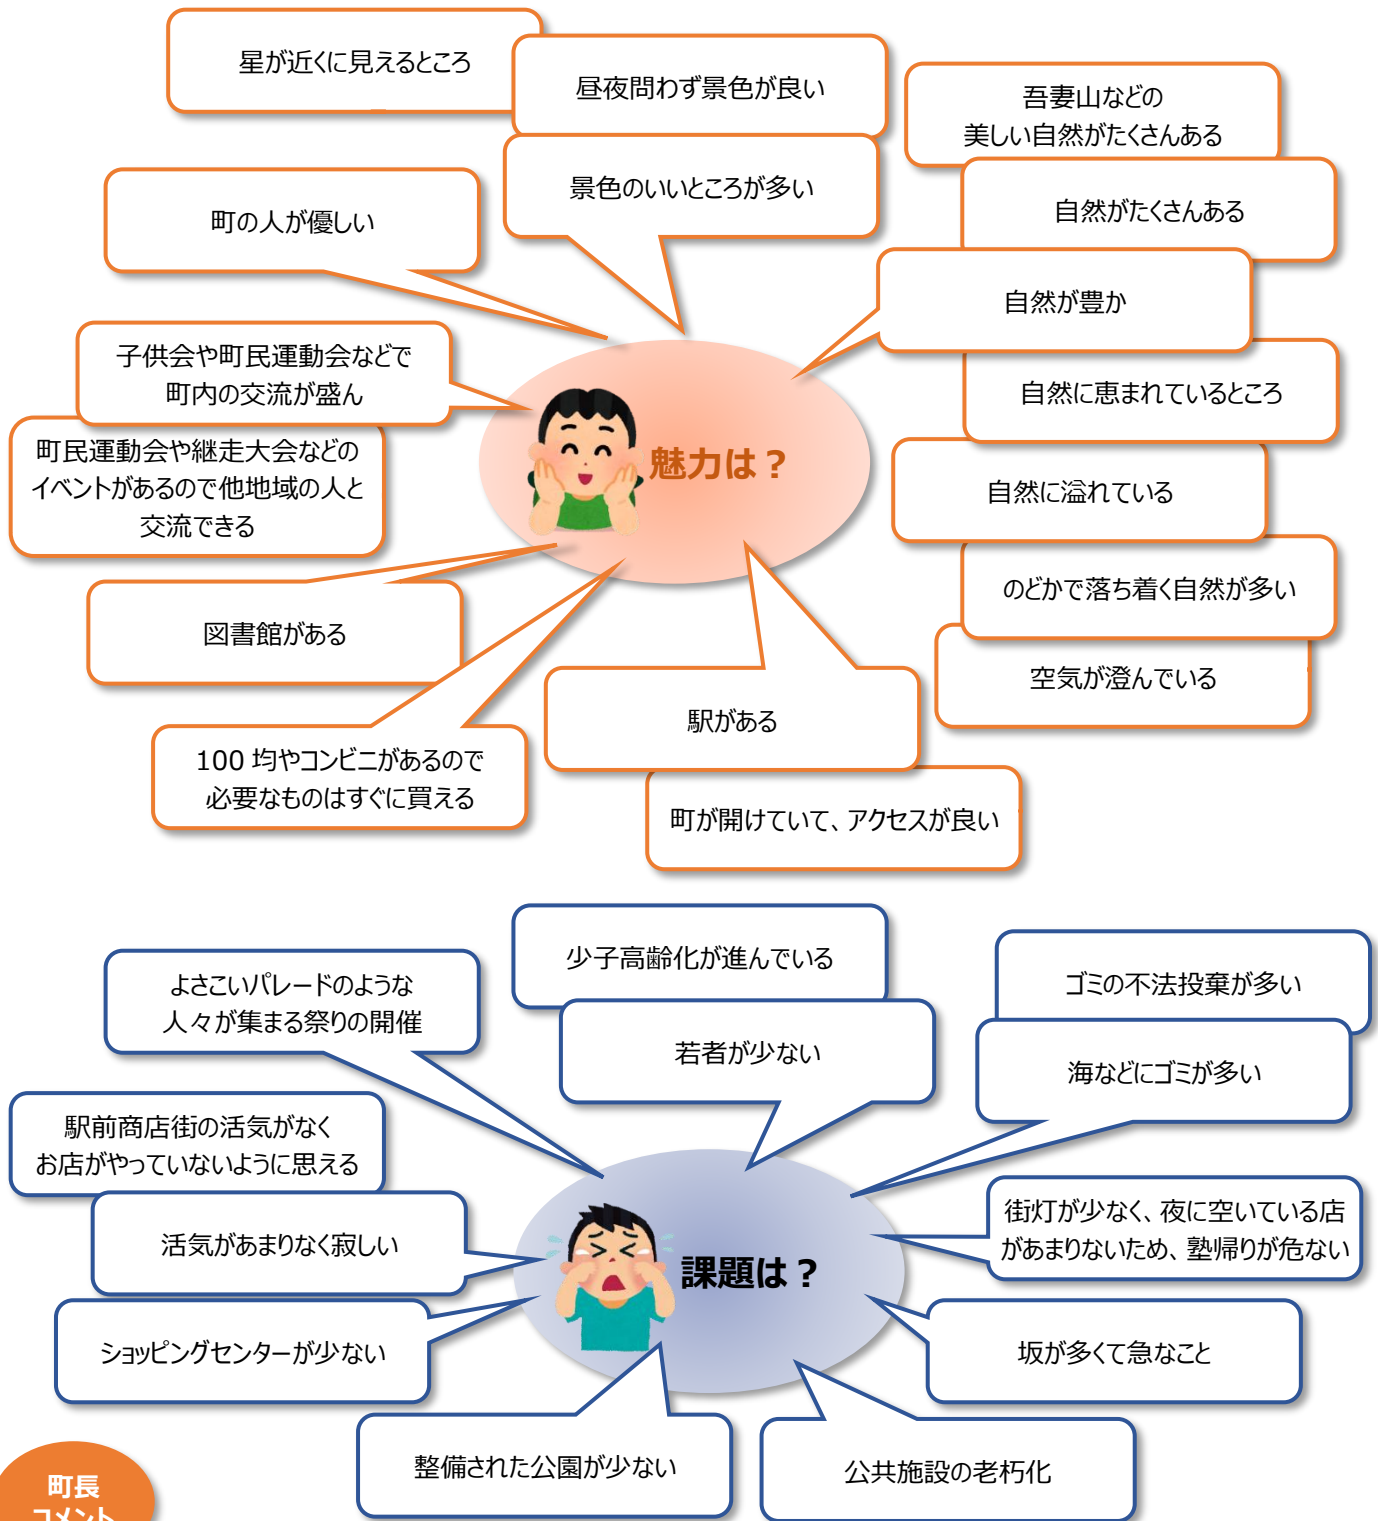 星が近くに見えるところ
昼夜問わず景色が良い
景色のいいところが多い
吾妻山などの
美しい自然がたくさんある
自然がたくさんある
町の人が優しい
自然が豊か
子供会や町民運動会などで
町内の交流が盛ん
自然に恵まれているところ
町民運動会や継走大会などの
イベントがあるので他地域の人と
交流できる
魅力は？
自然に溢れている
のどかで落ち着く自然が多い
図書館がある
空気が澄んでいる
駅がある
100 均やコンビニがあるので
必要なものはすぐに買える
町が開けていて、アクセスが良い
少子高齢化が進んでいる
よさこいパレードのような
人々が集まる祭りの開催
ゴミの不法投棄が多い
若者が少ない
海などにゴミが多い
駅前商店街の活気がなく
お店がやっていないように思える
活気があまりなく寂しい
街灯が少なく、夜に空いている店
があまりないため、塾帰りが危ない
課題は？
ショッピングセンターが少ない
坂が多くて急なこと
整備された公園が少ない
公共施設の老朽化
町長
コメント